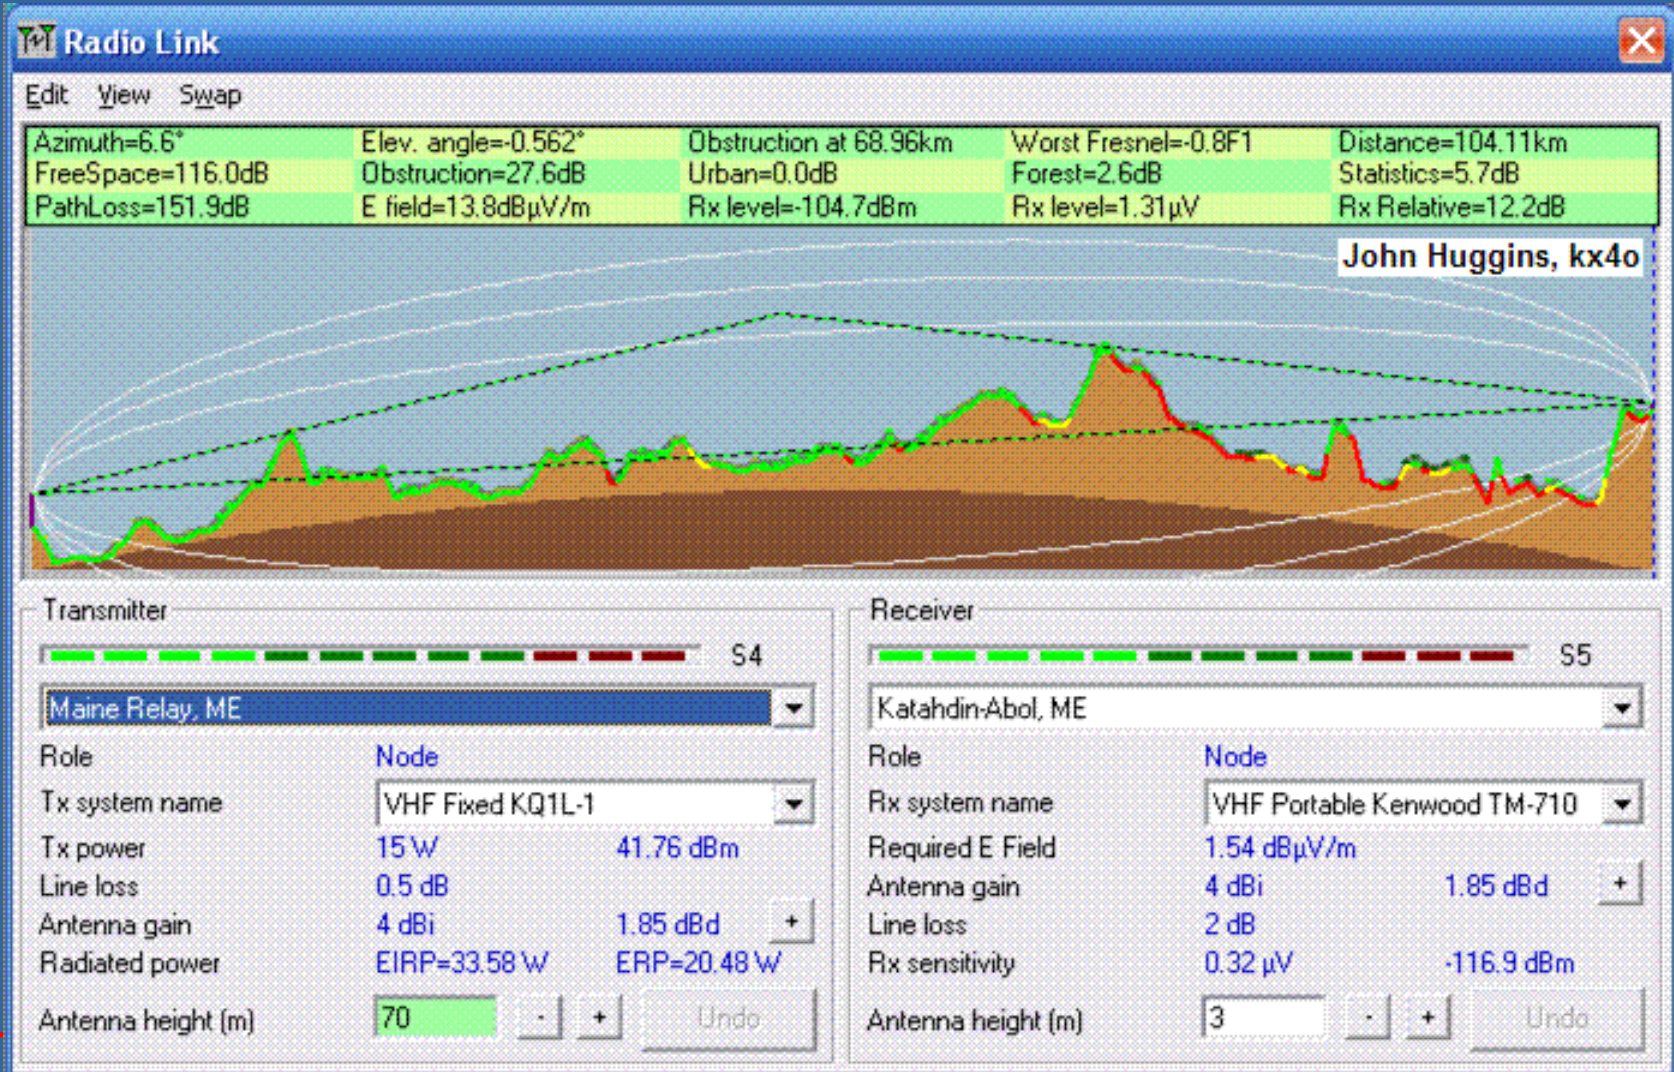 Radio Link
Edit View Swap
Azimuth=6.6° Elev. angle=-0.562° Obstruction at 68.96km Worst Fresnel=-0.8F1 Distance=104.11km
FreeSpace=116.0dB Obstruction=27.6dB Urban=0.0dB Forest=2.6dB Statistics=5.7dB
PathLoss=151.9dB E field=13.8dBµV/m Rx level=-104.7dBm Rx level=1.31µV Rx Relative=12.2dB
John Huggins, kx4o
Transmitter
S4
Maine Relay, ME
Role Node
Tx system name VHF Fixed KQ1L-1
Tx power 15 W 41.76 dBm
Line loss 0.5 dB
Antenna gain 4 dBi 1.85 dBd +
Radiated power EIRP=33.58 W ERP=20.48 W
Antenna height (m) 70 - + Undo
Receiver
S5
Katahdin-Abol, ME
Role Node
Rx system name VHF Portable Kenwood TM-710
Required E Field 1.54 dBµV/m
Antenna gain 4 dBi 1.85 dBd +
Line loss 2 dB
Rx sensitivity 0.32 µV -116.9 dBm
Antenna height (m) 3 - + Undo